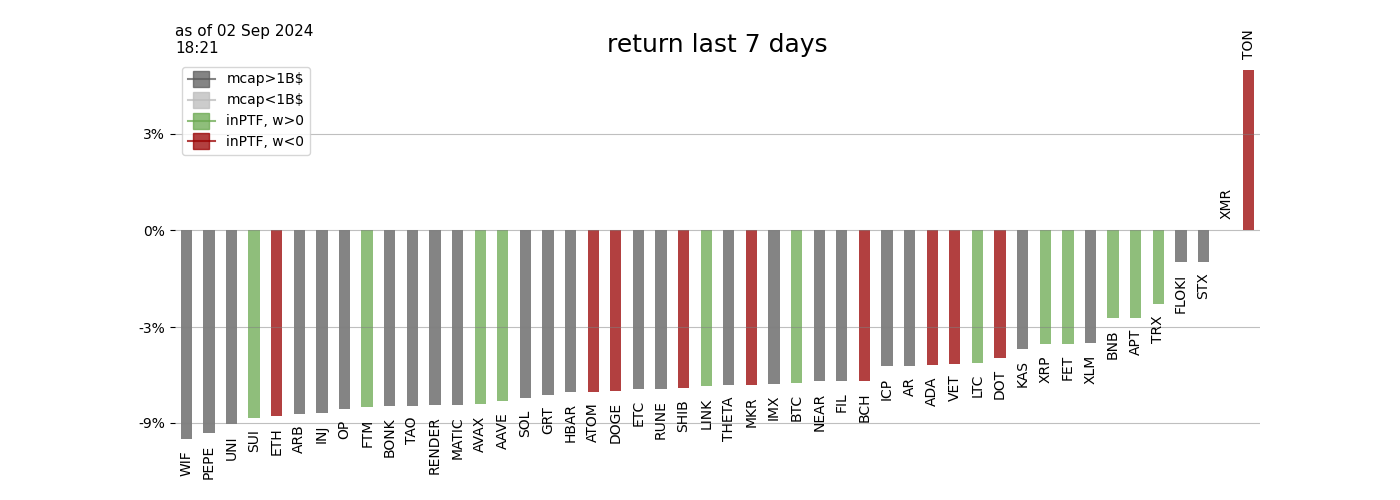 as of 02 Sep 2024
18:21
return last 7 days
mcap>1B$
mcap<1B$
inPTF, w>0
inPTF, w<0
3%
0%
-3%
-9%
WIF
PEPE
UNI
SUI
ETH
ARB
INJ
OP
FTM
BONK
TAO
RENDER
MATIC
AVAX
AAVE
SOL
GRT
HBAR
ATOM
DOGE
ETC
RUNE
SHIB
LINK
THETA
MKR
IMX
BTC
NEAR
FIL
BCH
ICP
AR
ADA
VET
LTC
DOT
KAS
XRP
FET
XLM
BNB
APT
TRX
FLOKI
STX
XMR
TON